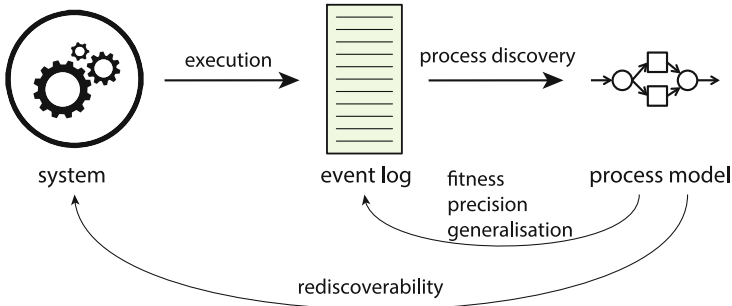 execution
process discovery
system
event log
process model
fitness
precision
generalisation
rediscoverability